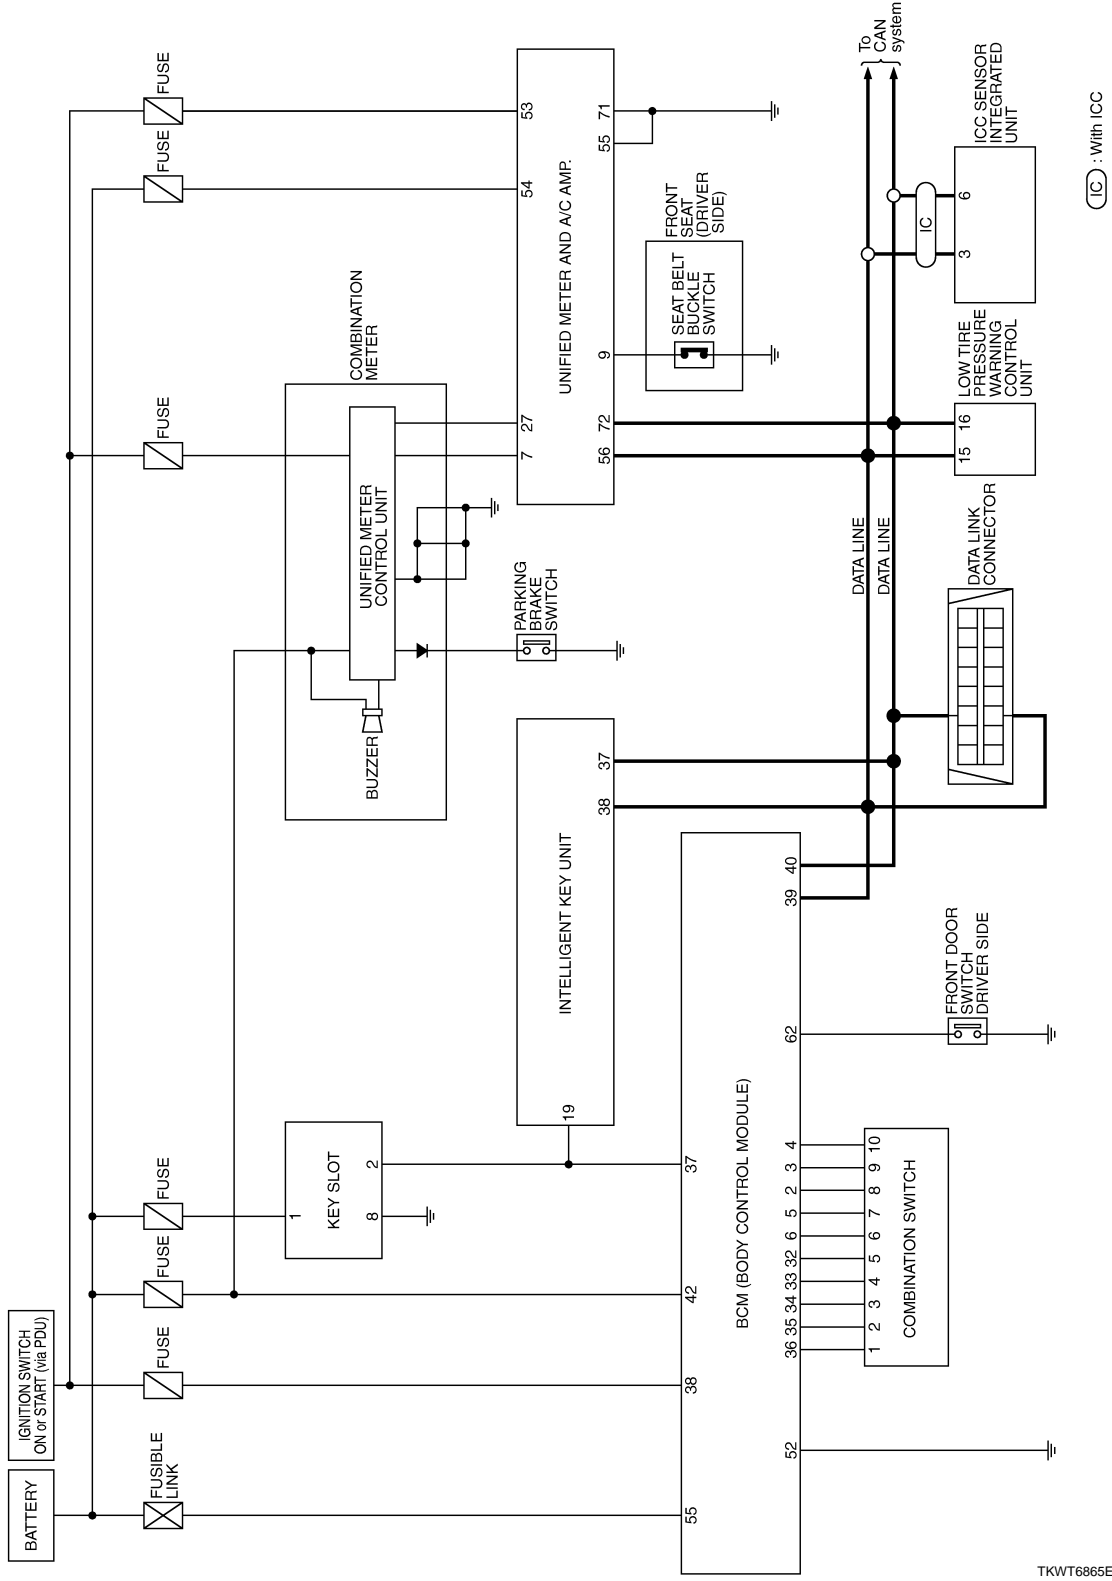 BATTERY
IGNITION SWITCH
ON or START (via PDU)
FUSIBLE
LINK
FUSE
FUSE
FUSE
FUSE
FUSE
FUSE
KEY SLOT
1
2
8
COMBINATION
METER
UNIFIED METER
CONTROL UNIT
BUZZER
PARKING
BRAKE
SWITCH
INTELLIGENT KEY UNIT
19
38
37
UNIFIED METER AND A/C AMP.
7
27
54
53
56
72
9
55
71
FRONT
SEAT
(DRIVER
SIDE)
SEAT BELT
BUCKLE
SWITCH
BCM (BODY CONTROL MODULE)
55
38
42
37
52
36
35
34
33
32
6
5
2
3
4
62
39
40
COMBINATION SWITCH
1
2
3
4
5
6
7
8
9
10
FRONT DOOR
SWITCH
DRIVER SIDE
DATA LINE
DATA LINE
DATA LINK
CONNECTOR
LOW TIRE
PRESSURE
WARNING
CONTROL
UNIT
15
16
ICC SENSOR
INTEGRATED
UNIT
3
6
IC
To
CAN
system
IC : With ICC
TKWT6865E